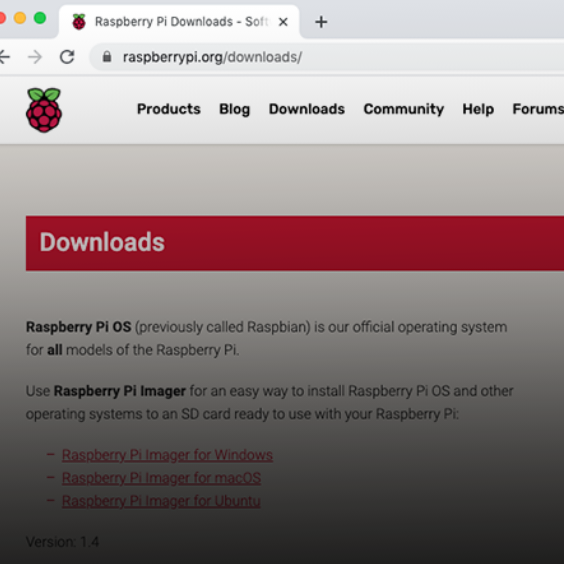 Raspberry Pi Downloads - Soft
raspberrypi.org/downloads/
Products Blog Downloads Community Help Forums
Downloads
Raspberry Pi OS (previously called Raspbian) is our official operating system
for all models of the Raspberry Pi.
Use Raspberry Pi Imager for an easy way to install Raspberry Pi OS and other
operating systems to an SD card ready to use with your Raspberry Pi:
– Raspberry Pi Imager for Windows
– Raspberry Pi Imager for macOS
– Raspberry Pi Imager for Ubuntu
Version: 1.4